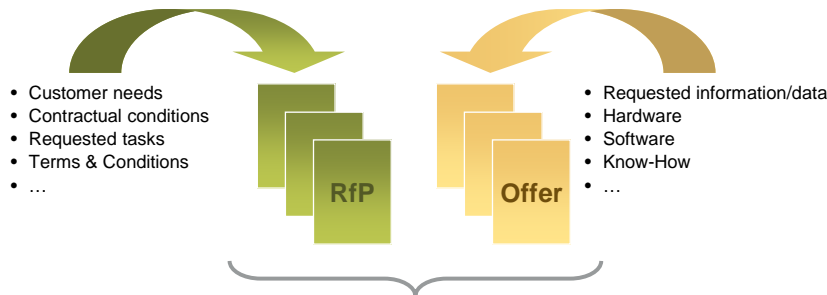 • Customer needs
• Contractual conditions
• Requested tasks
• Terms & Conditions
• …
RfP
Offer
• Requested information/data
• Hardware
• Software
• Know-How
• …